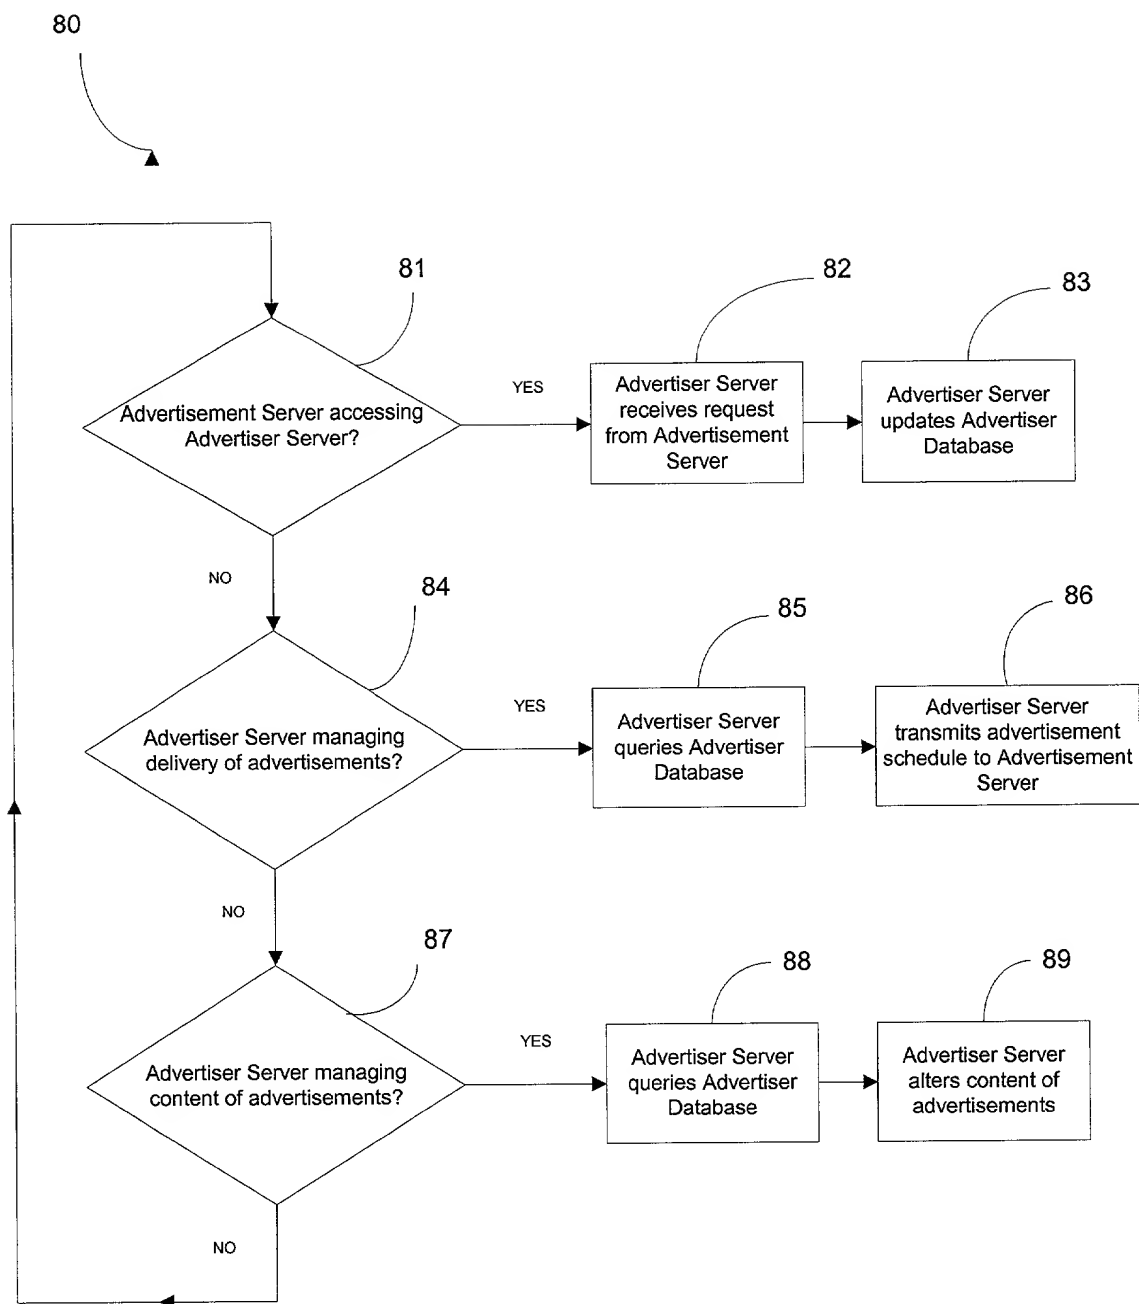 80
81
82
83
Advertisement Server accessing
Advertiser Server?
YES
Advertiser Server
receives request
from Advertisement
Server
Advertiser Server
updates Advertiser
Database
NO
84
85
86
Advertiser Server managing
delivery of advertisements?
YES
Advertiser Server
queries Advertiser
Database
Advertiser Server
transmits advertisement
schedule to Advertisement
Server
NO
87
88
89
Advertiser Server managing
content of advertisements?
YES
Advertiser Server
queries Advertiser
Database
Advertiser Server
alters content of
advertisements
NO